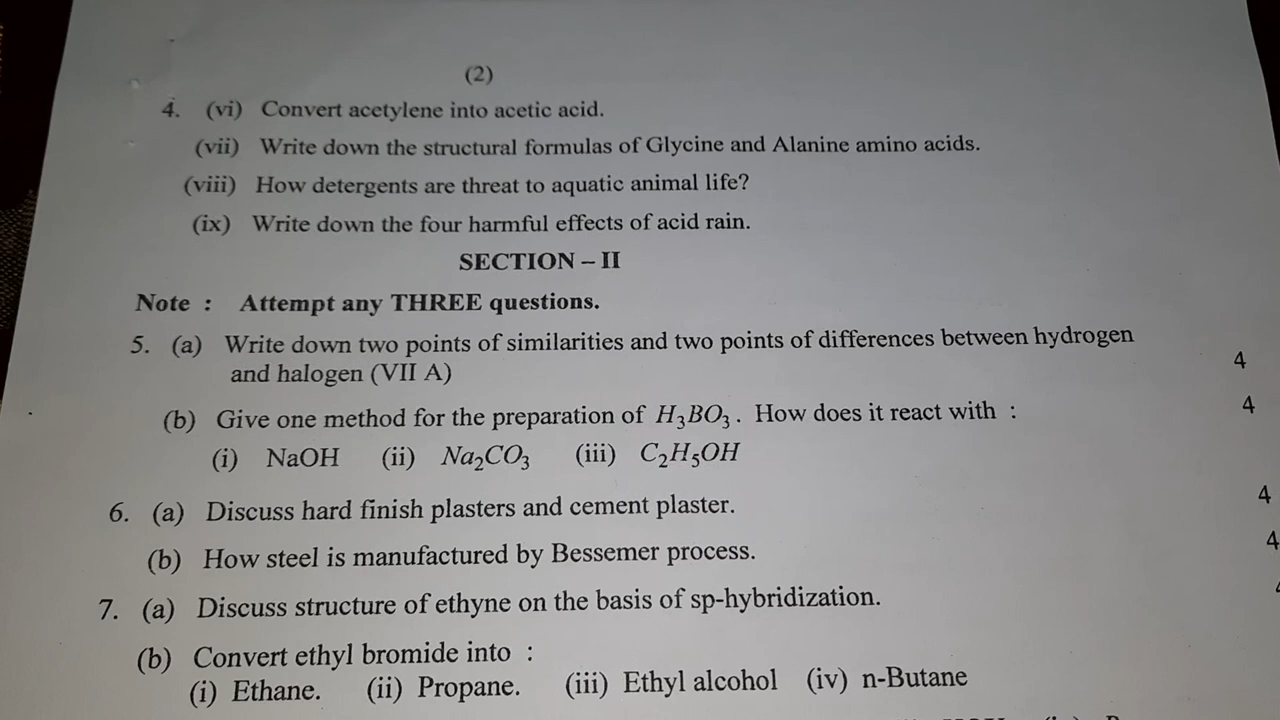 (2)
4. (vi) Convert acetylene into acetic acid.
(vii) Write down the structural formulas of Glycine and Alanine amino acids.
(viii) How detergents are threat to aquatic animal life?
(ix) Write down the four harmful effects of acid rain.
SECTION – II
Note : Attempt any THREE questions.
5. (a) Write down two points of similarities and two points of differences between hydrogen
and halogen (VII A) 4
(b) Give one method for the preparation of H₃BO₃. How does it react with : 4
(i) NaOH (ii) Na₂CO₃ (iii) C₂H₅OH
6. (a) Discuss hard finish plasters and cement plaster. 4
(b) How steel is manufactured by Bessemer process. 4
7. (a) Discuss structure of ethyne on the basis of sp-hybridization.
(b) Convert ethyl bromide into :
(i) Ethane. (ii) Propane. (iii) Ethyl alcohol (iv) n-Butane